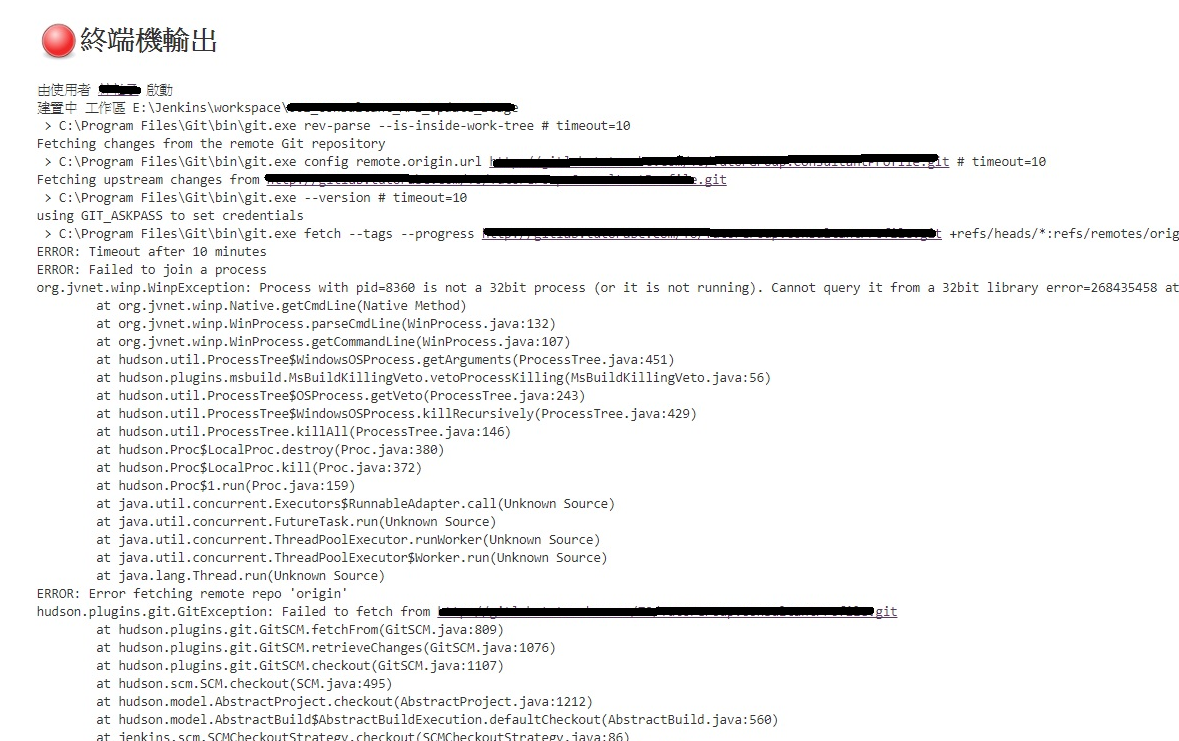 終端機輸出
由使用者 啟動
建置中 工作區 E:\Jenkins\workspace\
> C:\Program Files\Git\bin\git.exe rev-parse --is-inside-work-tree # timeout=10
Fetching changes from the remote Git repository
> C:\Program Files\Git\bin\git.exe config remote.origin.url .git # timeout=10
Fetching upstream changes from .git
> C:\Program Files\Git\bin\git.exe --version # timeout=10
using GIT_ASKPASS to set credentials
> C:\Program Files\Git\bin\git.exe fetch --tags --progress .git +refs/heads/*:refs/remotes/orig
ERROR: Timeout after 10 minutes
ERROR: Failed to join a process
org.jvnet.winp.WinpException: Process with pid=8360 is not a 32bit process (or it is not running). Cannot query it from a 32bit library error=268435458 at
at org.jvnet.winp.Native.getCmdLine(Native Method)
at org.jvnet.winp.WinProcess.parseCmdLine(WinProcess.java:132)
at org.jvnet.winp.WinProcess.getCommandLine(WinProcess.java:107)
at hudson.util.ProcessTree$WindowsOSProcess.getArguments(ProcessTree.java:451)
at hudson.plugins.msbuild.MsBuildKillingVeto.vetoProcessKilling(MsBuildKillingVeto.java:56)
at hudson.util.ProcessTree$OSProcess.getVeto(ProcessTree.java:243)
at hudson.util.ProcessTree$WindowsOSProcess.killRecursively(ProcessTree.java:429)
at hudson.util.ProcessTree.killAll(ProcessTree.java:146)
at hudson.Proc$LocalProc.destroy(Proc.java:380)
at hudson.Proc$LocalProc.kill(Proc.java:372)
at hudson.Proc$1.run(Proc.java:159)
at java.util.concurrent.Executors$RunnableAdapter.call(Unknown Source)
at java.util.concurrent.FutureTask.run(Unknown Source)
at java.util.concurrent.ThreadPoolExecutor.runWorker(Unknown Source)
at java.util.concurrent.ThreadPoolExecutor$Worker.run(Unknown Source)
at java.lang.Thread.run(Unknown Source)
ERROR: Error fetching remote repo 'origin'
hudson.plugins.git.GitException: Failed to fetch from .git
at hudson.plugins.git.GitSCM.fetchFrom(GitSCM.java:809)
at hudson.plugins.git.GitSCM.retrieveChanges(GitSCM.java:1076)
at hudson.plugins.git.GitSCM.checkout(GitSCM.java:1107)
at hudson.scm.SCM.checkout(SCM.java:495)
at hudson.model.AbstractProject.checkout(AbstractProject.java:1212)
at hudson.model.AbstractBuild$AbstractBuildExecution.defaultCheckout(AbstractBuild.java:560)
at jenkins.scm.SCMCheckoutStrategy.checkout(SCMCheckoutStrategy.java:86)